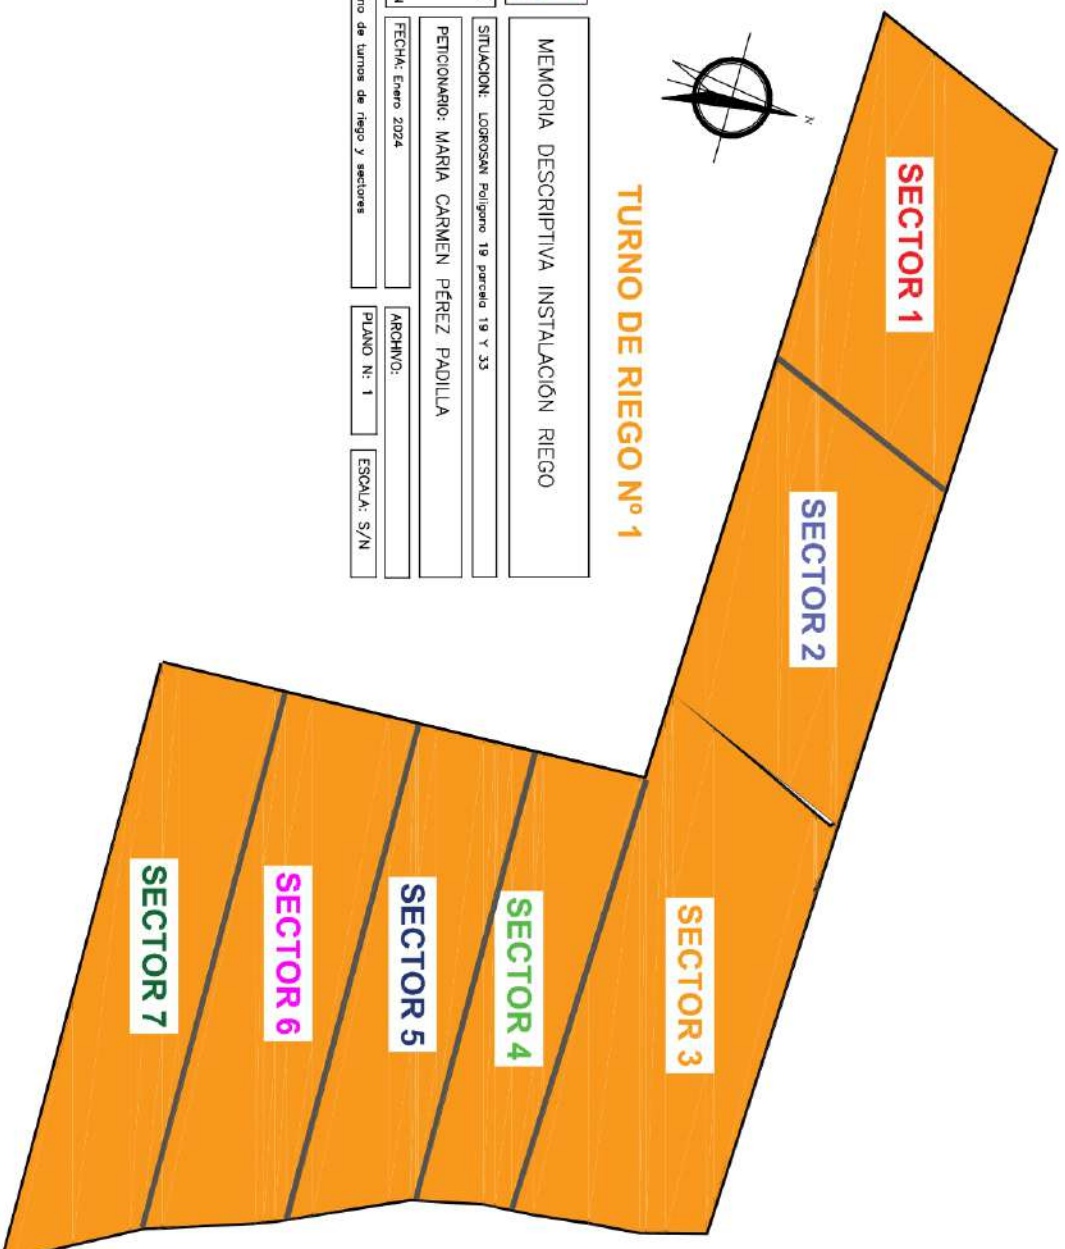 SECTOR 1
SECTOR 2
SECTOR 3
SECTOR 4
SECTOR 5
SECTOR 6
SECTOR 7
N
TURNO DE RIEGO Nº 1
MEMORIA DESCRIPTIVA INSTALACIÓN RIEGO
SITUACION: LOGROSAN Poligono 19 parcela 19 Y 33
PETICIONARIO: MARIA CARMEN PÉREZ PADILLA
FECHA: Enero 2024
ARCHIVO:
de turnos de riego y sectores
PLANO N: 1
ESCALA: S/N